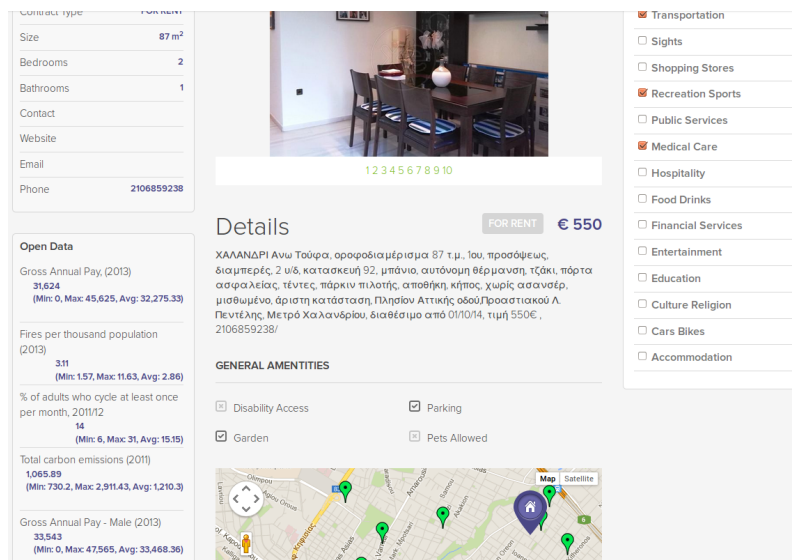 Contract Type FOR RENT
Size 87 m²
Bedrooms 2
Bathrooms 1
Contact
Website
Email
Phone 2106859238
Open Data
Gross Annual Pay, (2013)
31,624
(Min: 0, Max: 45,625, Avg: 32,275.33)
Fires per thousand population
(2013)
3.11
(Min: 1.57, Max: 11.63, Avg: 2.86)
% of adults who cycle at least once
per month, 2011/12
14
(Min: 6, Max: 31, Avg: 15.15)
Total carbon emissions (2011)
1,065.89
(Min: 730.2, Max: 2,911.43, Avg: 1,210.3)
Gross Annual Pay - Male (2013)
33,543
(Min: 0, Max: 47,565, Avg: 33,468.36)
1 2 3 4 5 6 7 8 9 10
Details FOR RENT € 550
ΧΑΛΑΝΔΡΙ Ανω Τούφα, οροφοδιαμέρισμα 87 τ.μ., 1ου, προσόψεως,
διαμπερές, 2 υ/δ, κατασκευή 92, μπάνιο, αυτόνομη θέρμανση, τζάκι, πόρτα
ασφαλείας, τέντες, πάρκιν πιλοτής, αποθήκη, κήπος, χωρίς ασανσέρ,
μισθωμένο, άριστη κατάσταση, Πλησίον Αττικής οδού,Προαστιακού Λ.
Πεντέλης, Μετρό Χαλανδρίου, διαθέσιμο από 01/10/14, τιμή 550€ ,
2106859238/
GENERAL AMENTITIES
Disability Access
Parking
Garden
Pets Allowed
Map Satellite
Olimpou
Agiou Orous
Samou
Akakion
6
Transportation
Sights
Shopping Stores
Recreation Sports
Public Services
Medical Care
Hospitality
Food Drinks
Financial Services
Entertainment
Education
Culture Religion
Cars Bikes
Accommodation